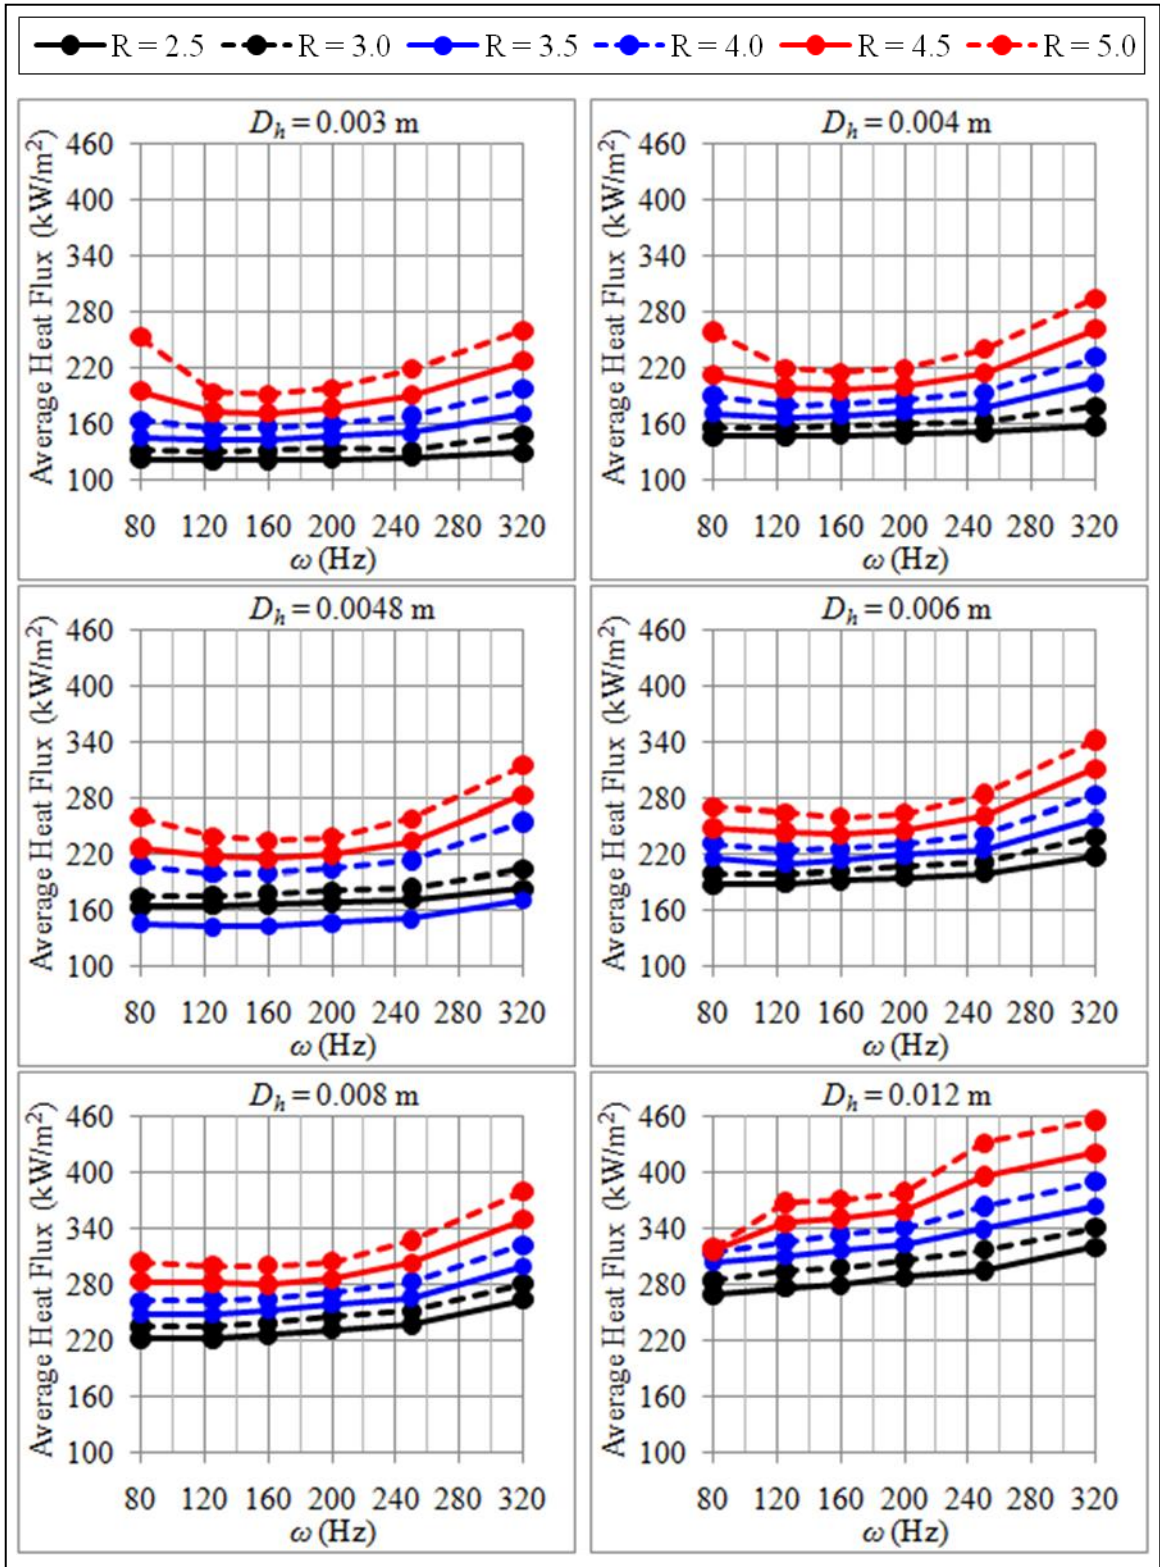 R = 2.5 R = 3.0 R = 3.5 R = 4.0 R = 4.5 R = 5.0
Dₕ = 0.003 m
Average Heat Flux (kW/m²)
460
400
340
280
220
160
100
80 120 160 200 240 280 320
ω (Hz)
Dₕ = 0.004 m
Average Heat Flux (kW/m²)
460
400
340
280
220
160
100
80 120 160 200 240 280 320
ω (Hz)
Dₕ = 0.0048 m
Average Heat Flux (kW/m²)
460
400
340
280
220
160
100
80 120 160 200 240 280 320
ω (Hz)
Dₕ = 0.006 m
Average Heat Flux (kW/m²)
460
400
340
280
220
160
100
80 120 160 200 240 280 320
ω (Hz)
Dₕ = 0.008 m
Average Heat Flux (kW/m²)
460
400
340
280
220
160
100
80 120 160 200 240 280 320
ω (Hz)
Dₕ = 0.012 m
Average Heat Flux (kW/m²)
460
400
340
280
220
160
100
80 120 160 200 240 280 320
ω (Hz)